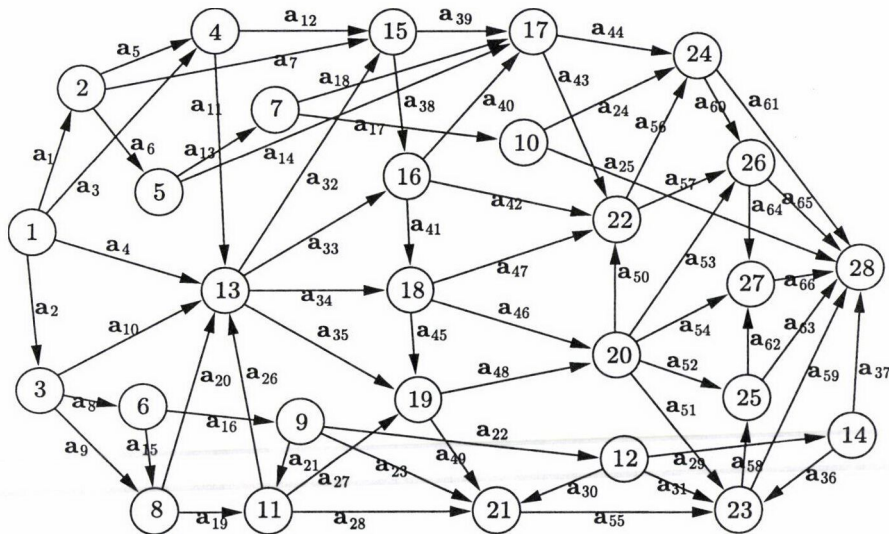 a12 a39
4 15 17 a44
a5 a7 24
2 a18 a43 a60 a61
a11 7 a38 a40 a24
a17 a56
a1 a6 a13 a14 10 26
a3 5 a32 16 a25 a57 a65
a42 22 a64
1 a4 a33 a41
a47 a53 28
13 a34 18 a50 27 a66
a2 a10 a35 a45 a46 a54 a63
a20 a26 a48 20 a52 a62 a59 a37
3 a8 6 19 a51 25
a16 9 a22 14
a9 a15 a21 a23 a49 12 a29 a58
a27 a30 a31 a36
8 a19 11 a28 21 a55 23